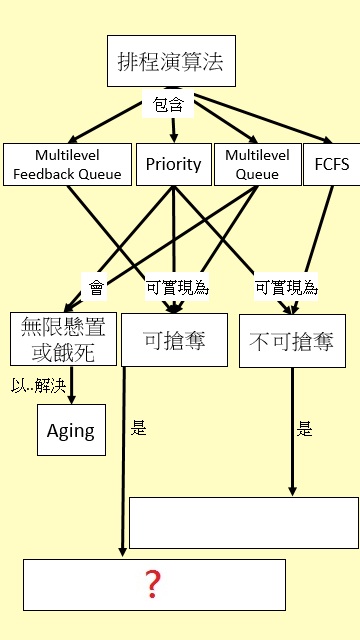 排程演算法
包含
Multilevel
Feedback Queue
Priority
Multilevel
Queue
FCFS
會
可實現為
可實現為
無限懸置
或餓死
可搶奪
不可搶奪
以..解決
Aging
是
是
?